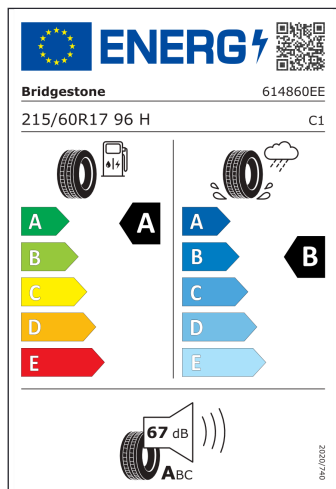 ENERG
Bridgestone 614860EE
215/60R17 96 H C1
A A
B
C
D
E
A
B B
C
D
E
67 dB
ABC
2020/740